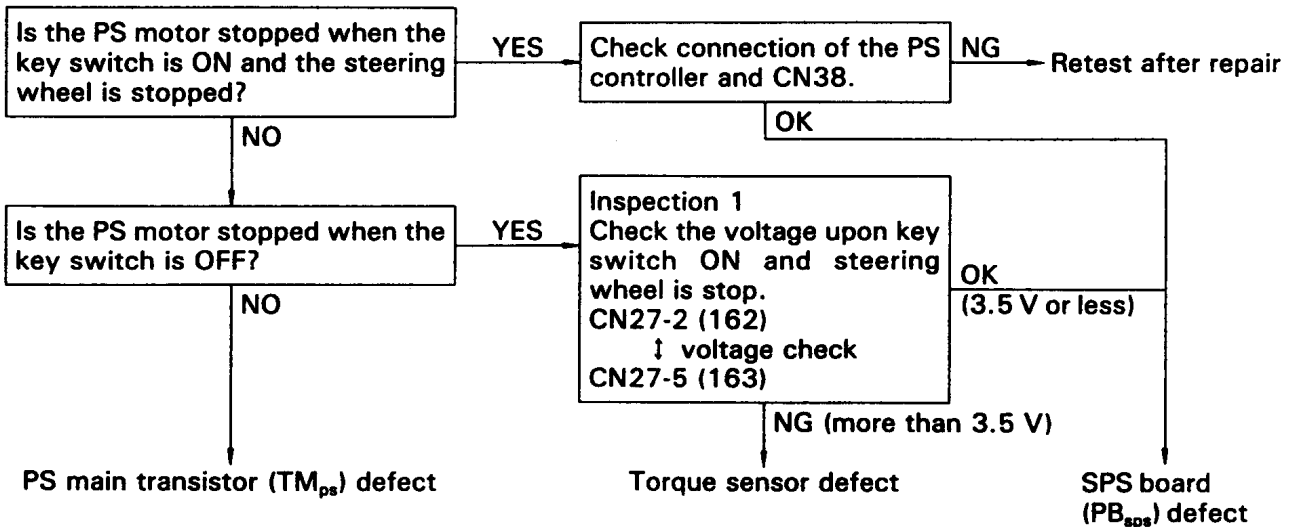 Is the PS motor stopped when the
key switch is ON and the steering
wheel is stopped?
YES
Check connection of the PS
controller and CN38.
NG
Retest after repair
OK
NO
Is the PS motor stopped when the
key switch is OFF?
YES
Inspection 1
Check the voltage upon key
switch ON and steering
wheel is stop.
CN27-2 (162)
↕ voltage check
CN27-5 (163)
OK
(3.5 V or less)
NO
NG (more than 3.5 V)
PS main transistor (TMps) defect
Torque sensor defect
SPS board
(PBsps) defect